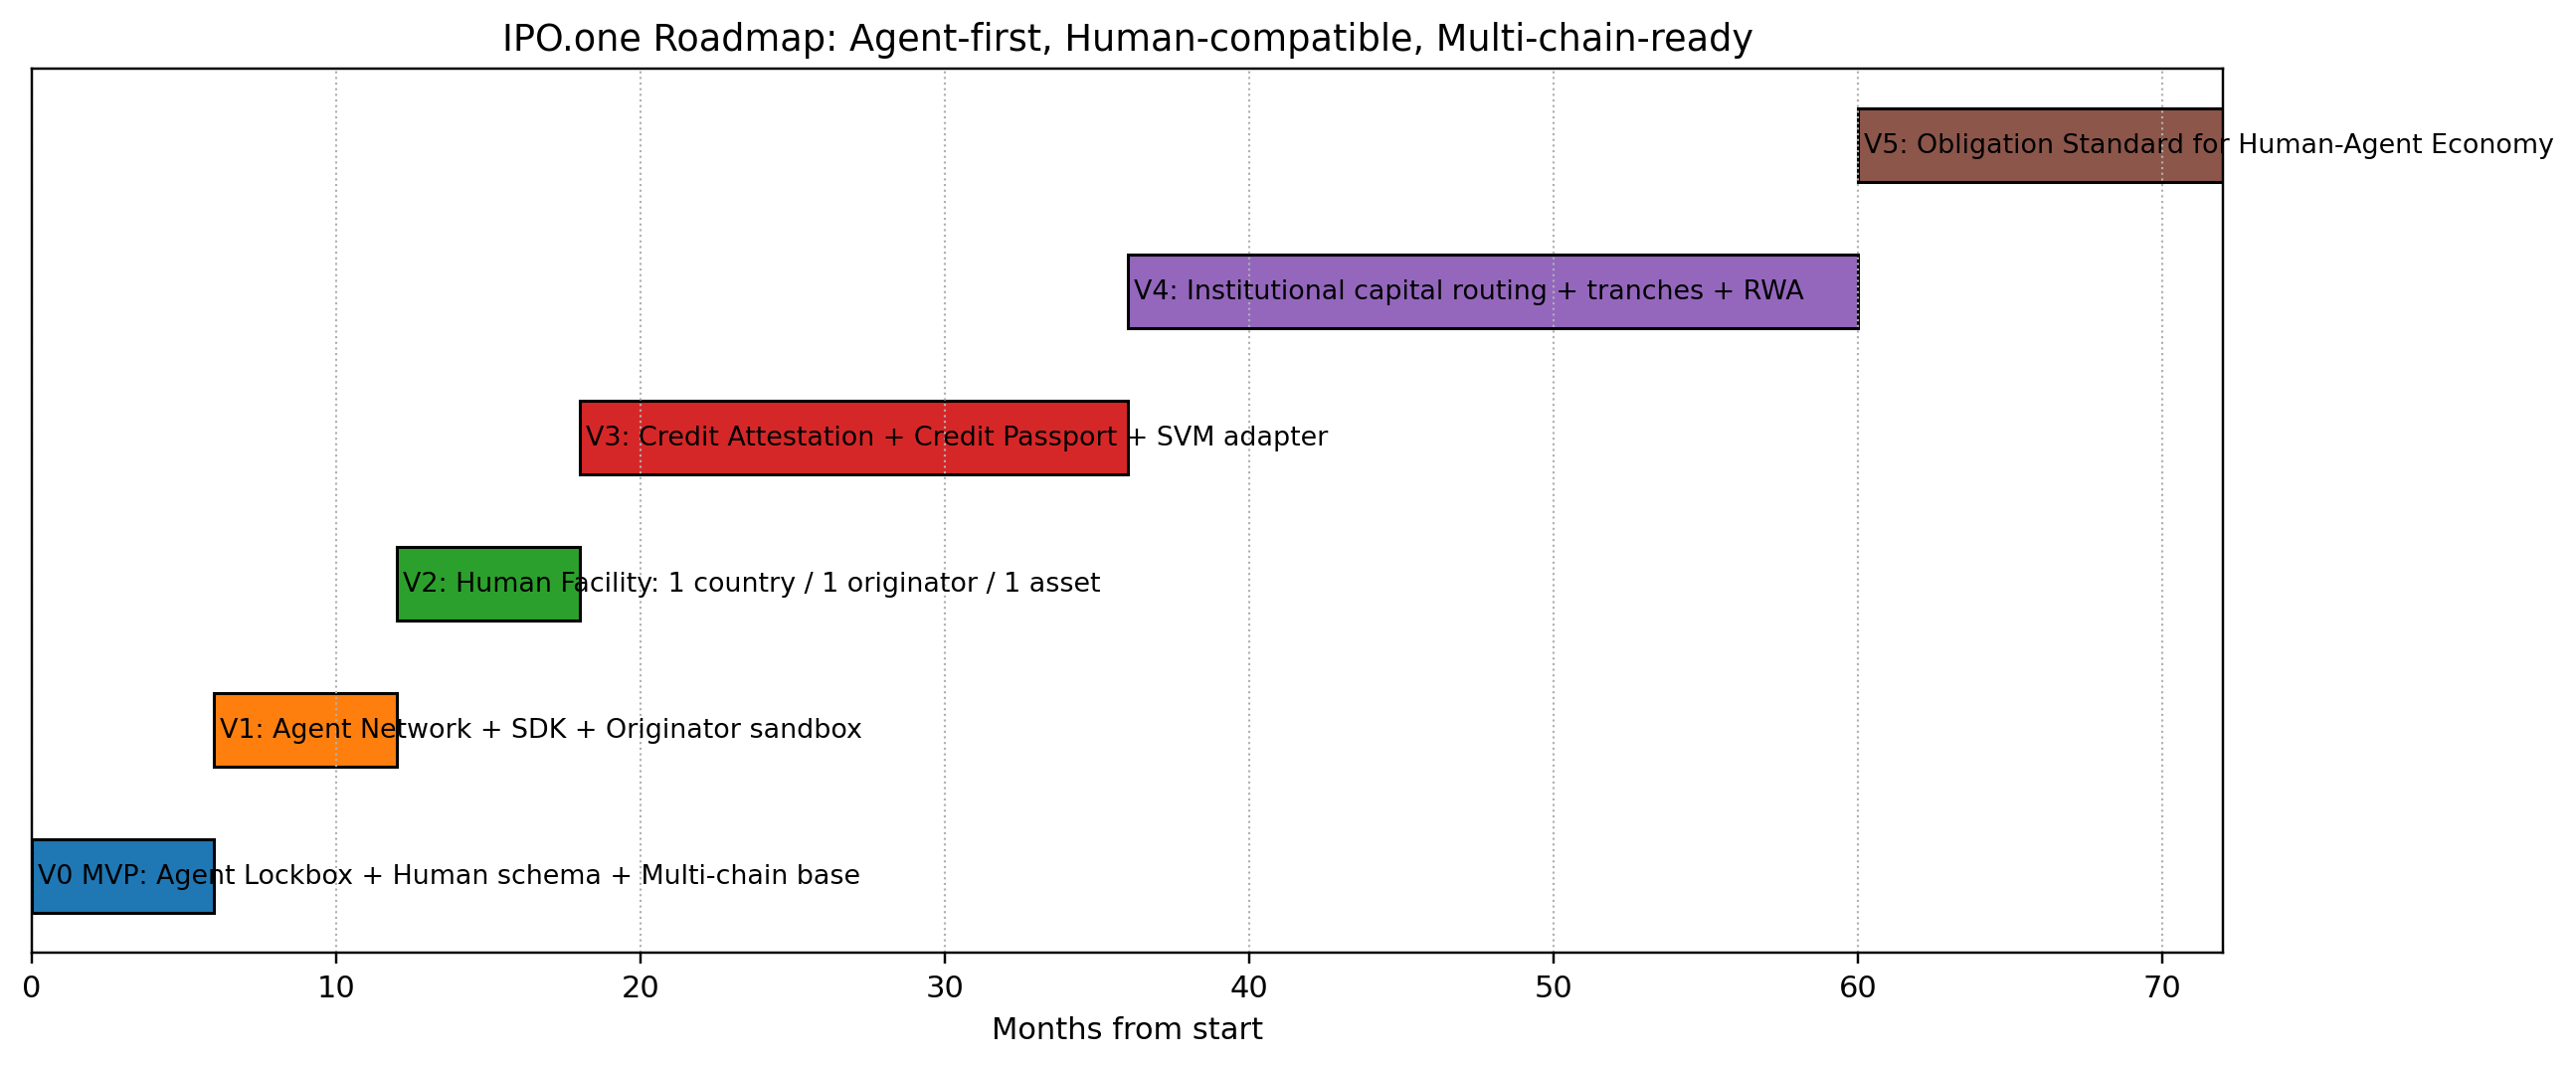 IPO.one Roadmap: Agent-first, Human-compatible, Multi-chain-ready
V5: Obligation Standard for Human-Agent Economy
V4: Institutional capital routing + tranches + RWA
V3: Credit Attestation + Credit Passport + SVM adapter
V2: Human Facility: 1 country / 1 originator / 1 asset
V1: Agent Network + SDK + Originator sandbox
V0 MVP: Agent Lockbox + Human schema + Multi-chain base
0 10 20 30 40 50 60 70
Months from start